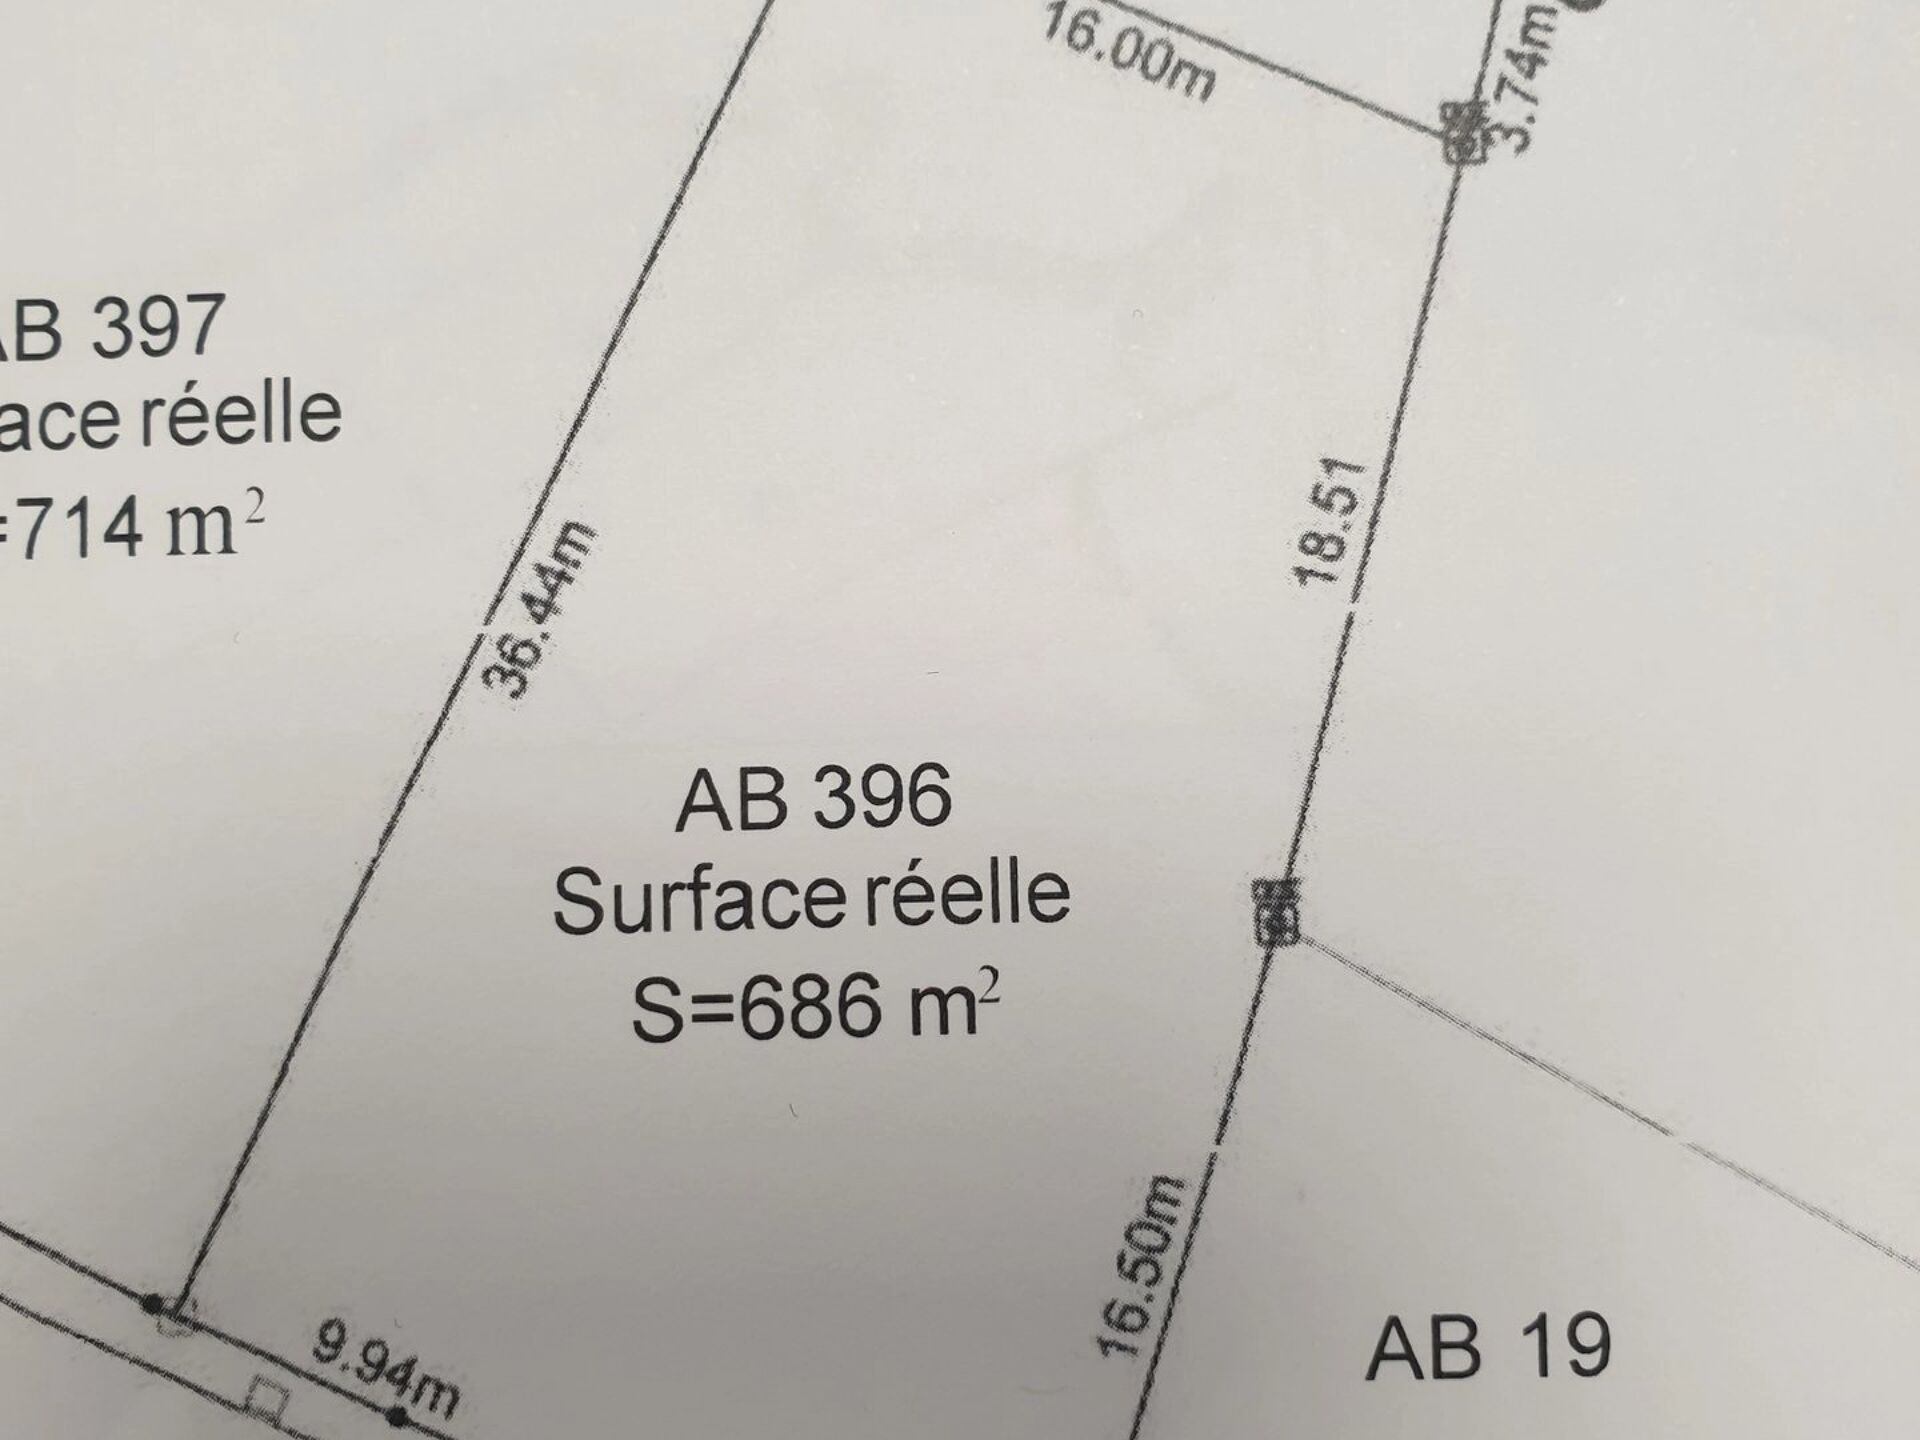 16.00m
3.74m
AB 397
ace réelle
=714 m²
18.51
36.44m
AB 396
Surface réelle
S=686 m²
16.50m
9.94m
AB 19